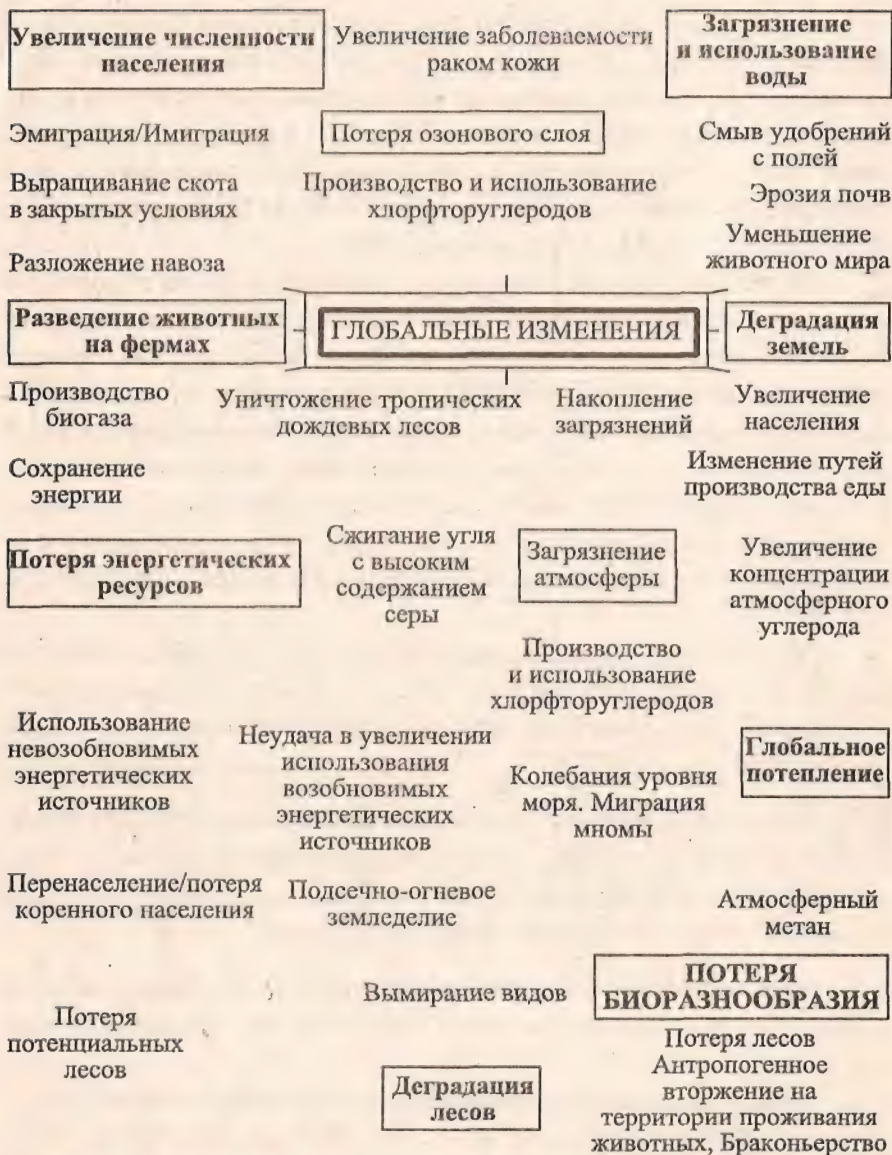 Увеличение численности
населения
Увеличение заболеваемости
раком кожи
Загрязнение
и использование
воды
Эмиграция/Имиграция
Потеря озонового слоя
Смыв удобрений
с полей
Выращивание скота
в закрытых условиях
Производство и использование
хлорфторуглеродов
Эрозия почв
Уменьшение
животного мира
Разложение навоза
Разведение животных
на фермах
ГЛОБАЛЬНЫЕ ИЗМЕНЕНИЯ
Деградация
земель
Производство
биогаза
Уничтожение тропических
дождевых лесов
Накопление
загрязнений
Увеличение
населения
Сохранение
энергии
Изменение путей
производства еды
Потеря энергетических
ресурсов
Сжигание угля
с высоким
содержанием
серы
Загрязнение
атмосферы
Увеличение
концентрации
атмосферного
углерода
Производство
и использование
хлорфторуглеродов
Использование
невозобновимых
энергетических
источников
Неудача в увеличении
использования
возобновимых
энергетических
источников
Колебания уровня
моря. Миграция
мномы
Глобальное
потепление
Перенаселение/потеря
коренного населения
Подсечно-огневое
земледелие
Атмосферный
метан
Потеря
потенциальных
лесов
Вымирание видов
ПОТЕРЯ
БИОРАЗНООБРАЗИЯ
Потеря лесов
Антропогенное
вторжение на
территории проживания
животных, Браконьерство
Деградация
лесов